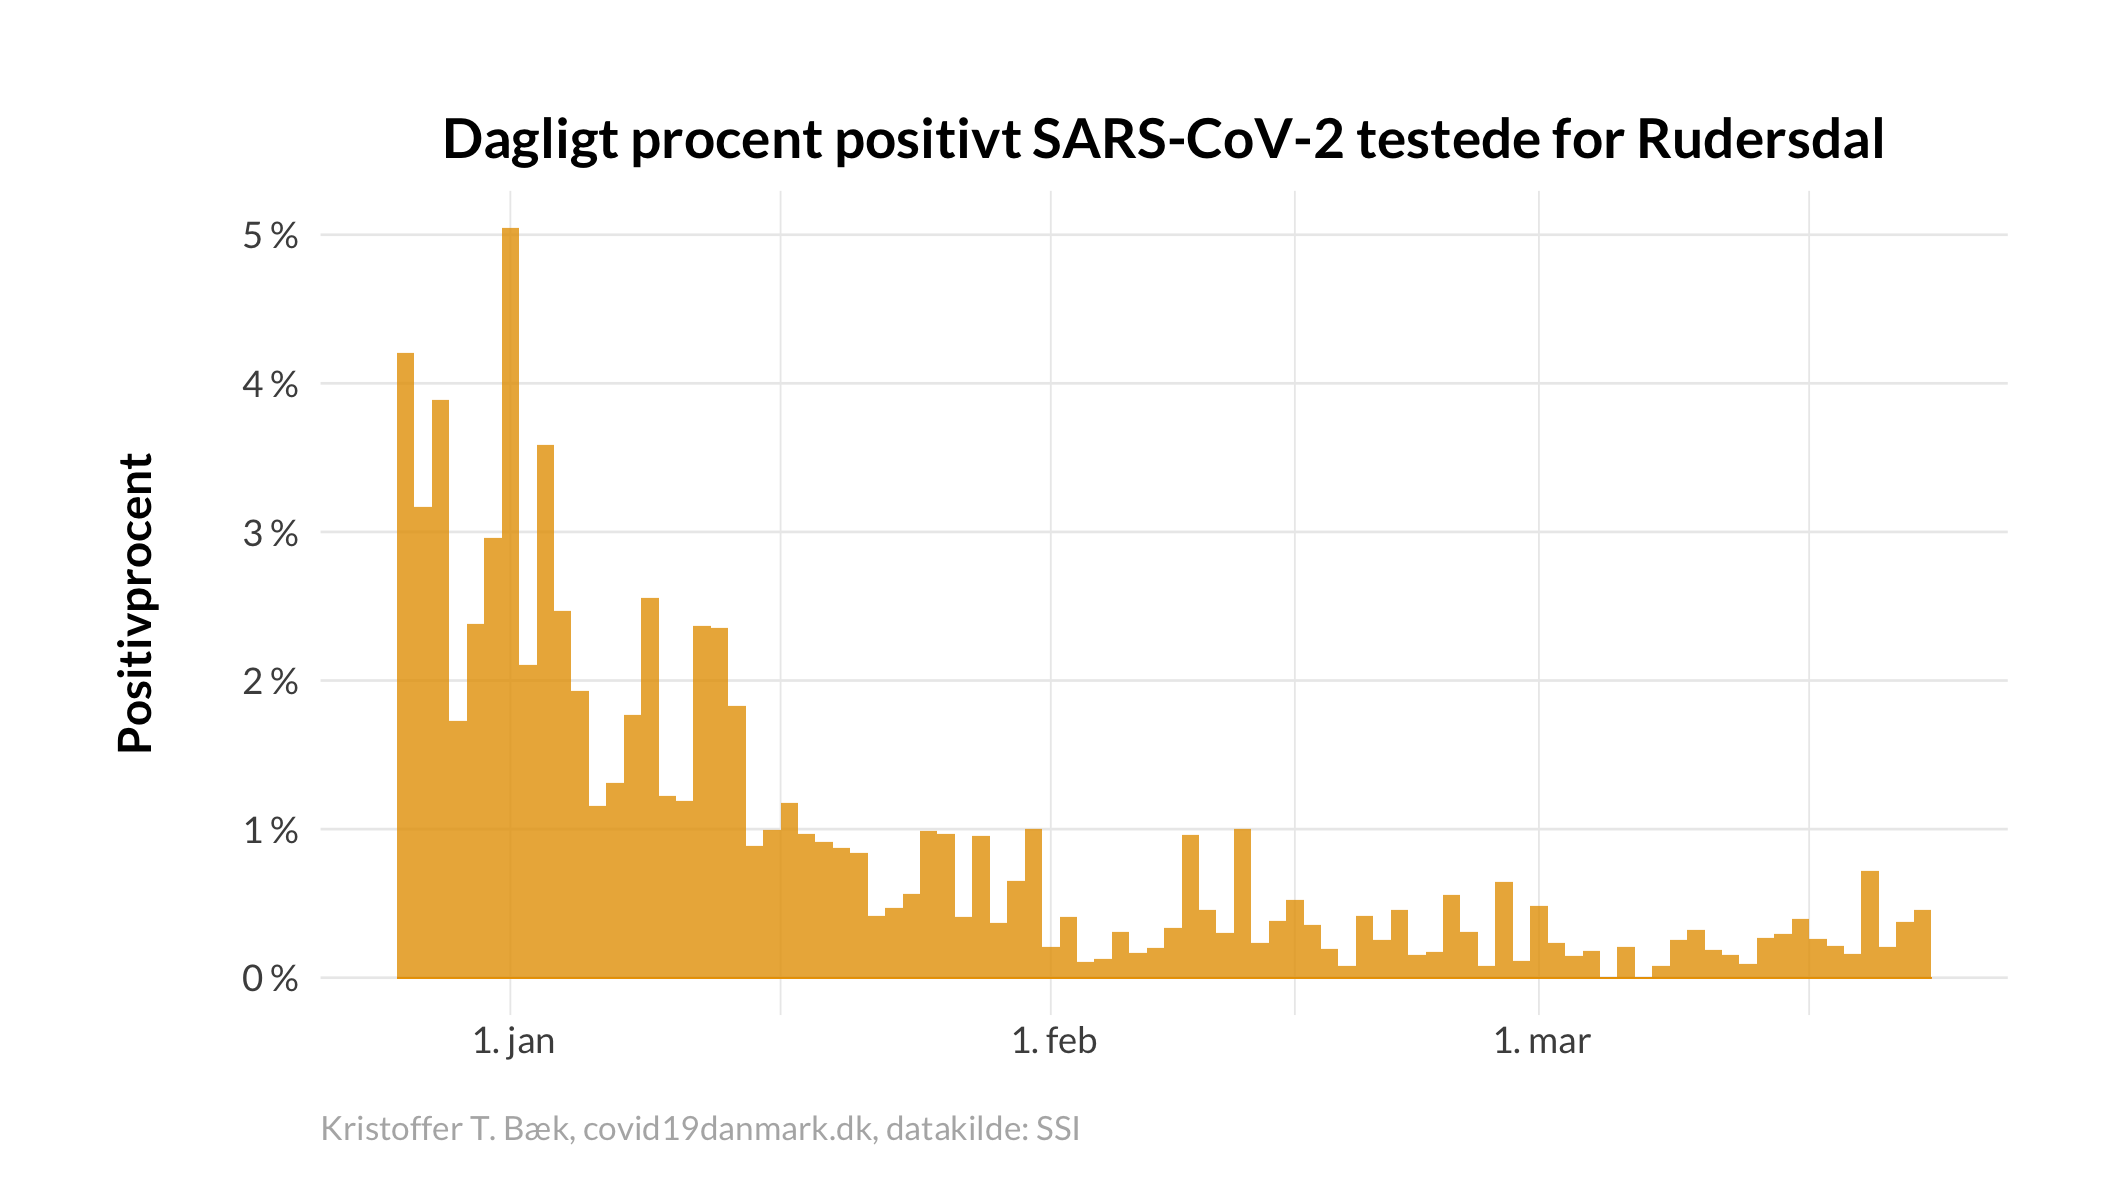 Dagligt procent positivt SARS-CoV-2 testede for Rudersdal
Positivprocent
5 %
4 %
3 %
2 %
1 %
0 %
1. jan
1. feb
1. mar
Kristoffer T. Bæk, covid19danmark.dk, datakilde: SSI